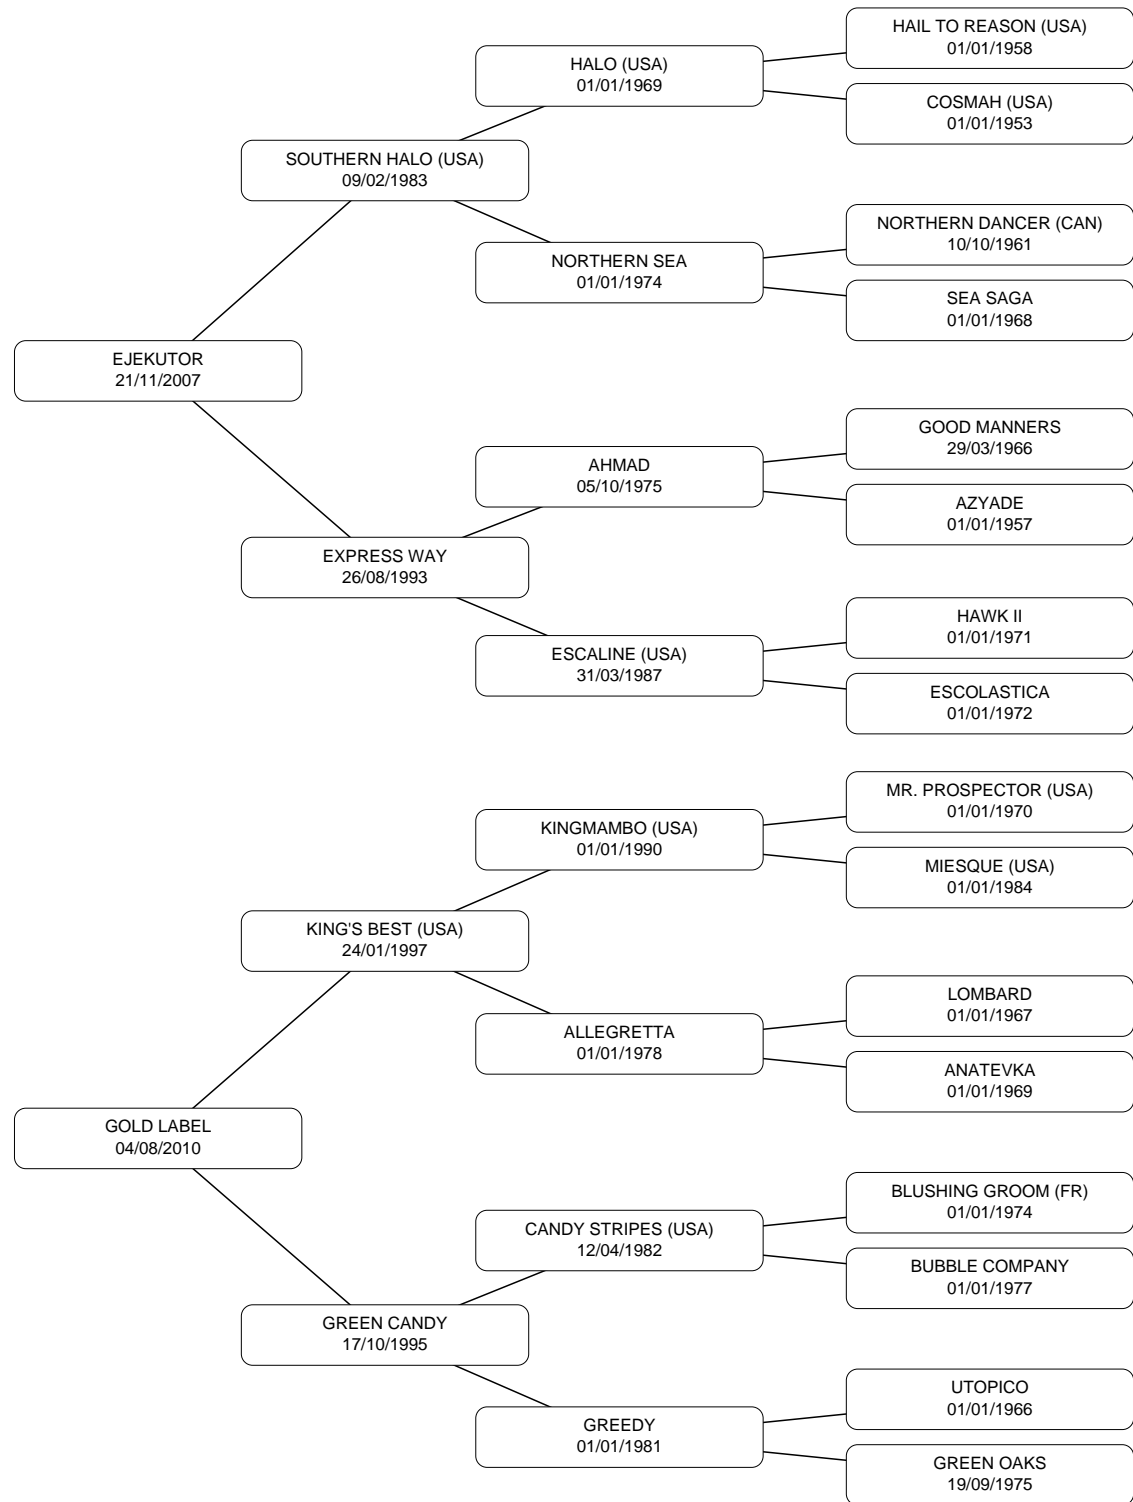 HAIL TO REASON (USA)
01/01/1958
HALO (USA)
01/01/1969
COSMAH (USA)
01/01/1953
SOUTHERN HALO (USA)
09/02/1983
NORTHERN DANCER (CAN)
10/10/1961
NORTHERN SEA
01/01/1974
SEA SAGA
01/01/1968
EJEKUTOR
21/11/2007
GOOD MANNERS
29/03/1966
AHMAD
05/10/1975
AZYADE
01/01/1957
EXPRESS WAY
26/08/1993
HAWK II
01/01/1971
ESCALINE (USA)
31/03/1987
ESCOLASTICA
01/01/1972
MR. PROSPECTOR (USA)
01/01/1970
KINGMAMBO (USA)
01/01/1990
MIESQUE (USA)
01/01/1984
KING'S BEST (USA)
24/01/1997
LOMBARD
01/01/1967
ALLEGRETTA
01/01/1978
ANATEVKA
01/01/1969
GOLD LABEL
04/08/2010
BLUSHING GROOM (FR)
01/01/1974
CANDY STRIPES (USA)
12/04/1982
BUBBLE COMPANY
01/01/1977
GREEN CANDY
17/10/1995
UTOPICO
01/01/1966
GREEDY
01/01/1981
GREEN OAKS
19/09/1975